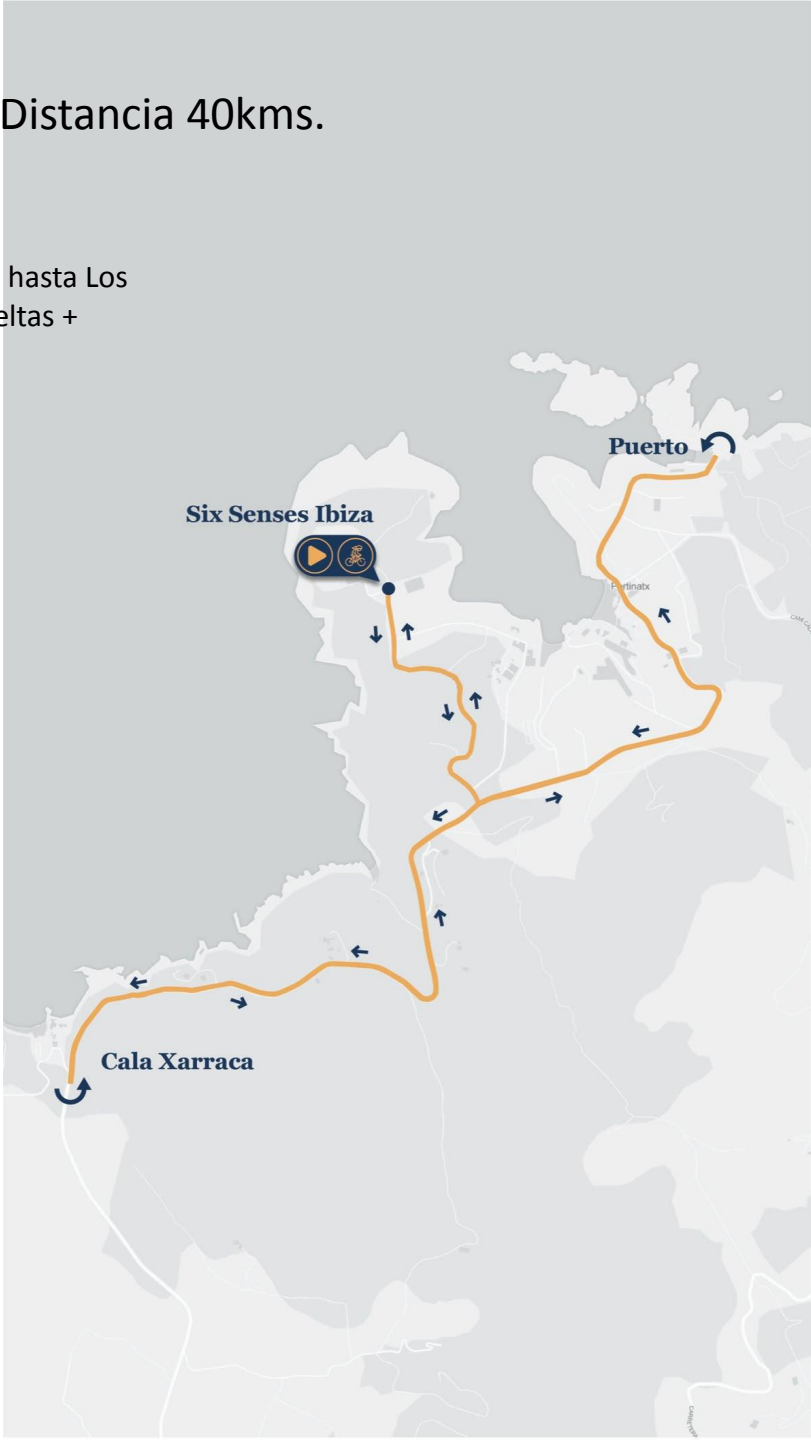 Distancia 40kms.
hasta Los
eltas +
Puerto
Six Senses Ibiza
Portinatx
Cala Xarraca